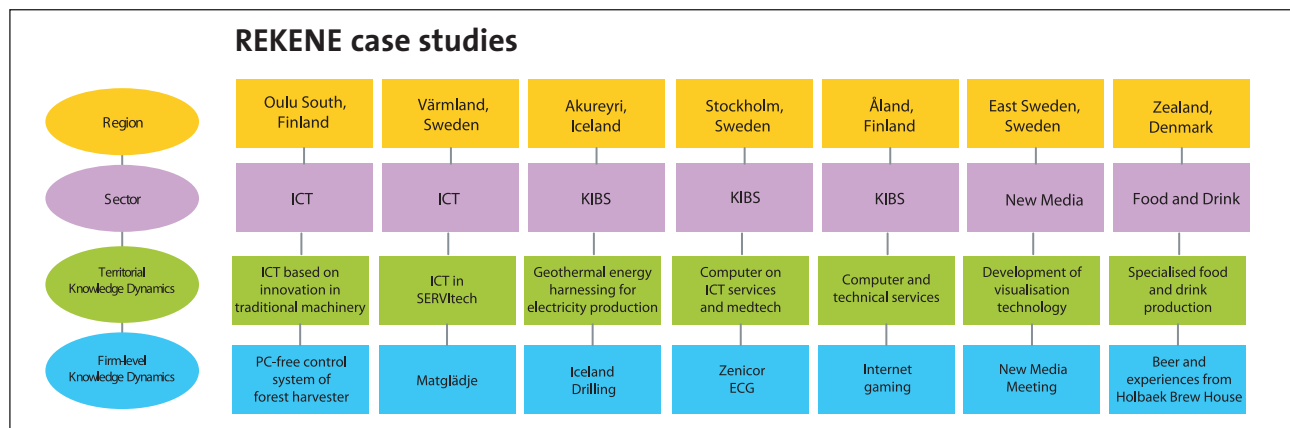 REKENE case studies
Region
Oulu South,
Finland
Värmland,
Sweden
Akureyri,
Iceland
Stockholm,
Sweden
Åland,
Finland
East Sweden,
Sweden
Zealand,
Denmark
Sector
ICT
ICT
KIBS
KIBS
KIBS
New Media
Food and Drink
Territorial
Knowledge Dynamics
ICT based on
innovation in
traditional machinery
ICT in
SERVItech
Geothermal energy
harnessing for
electricity production
Computer on
ICT services
and medtech
Computer and
technical services
Development of
visualisation
technology
Specialised food
and drink
production
Firm-level
Knowledge Dynamics
PC-free control
system of
forest harvester
Matglädje
Iceland
Drilling
Zenicor
ECG
Internet
gaming
New Media
Meeting
Beer and
experiences from
Holbaek Brew House